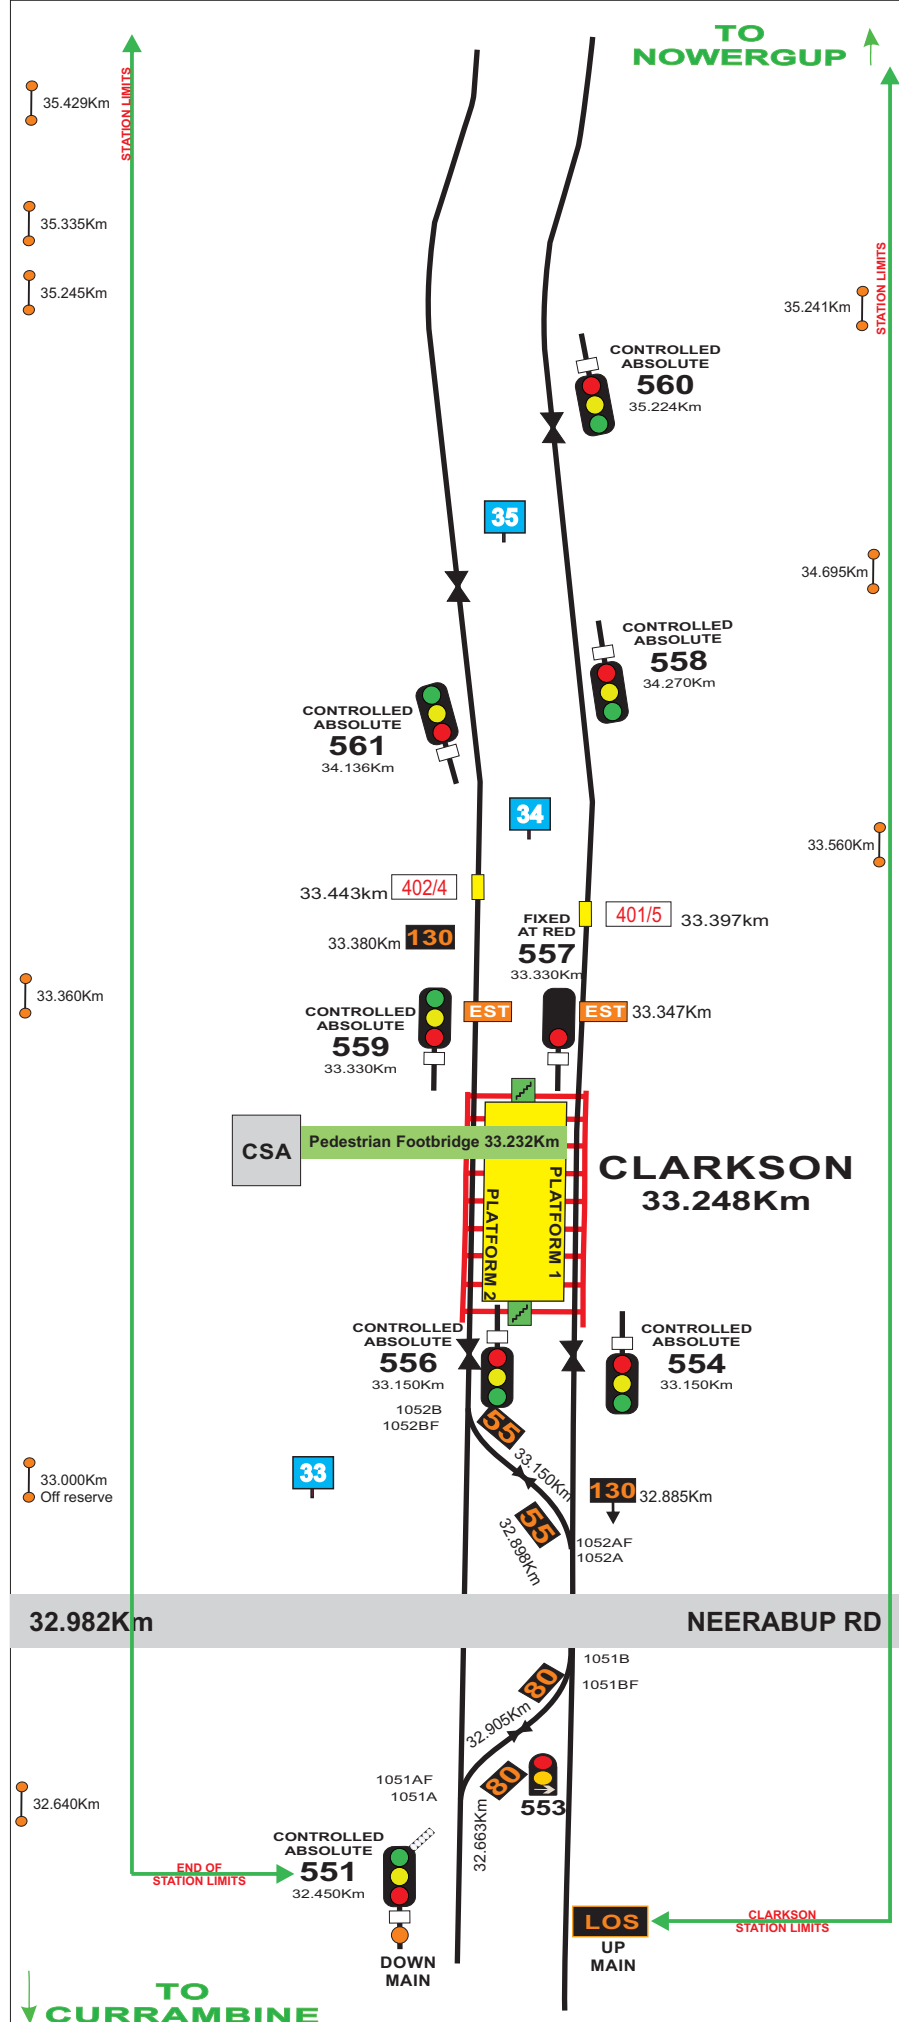 TO
NOWERGUP
STATION LIMITS
35.429Km
35.335Km
STATION LIMITS
35.245Km
35.241Km
CONTROLLED
ABSOLUTE
560
35.224Km
35
34.695Km
CONTROLLED
ABSOLUTE
558
34.270Km
CONTROLLED
ABSOLUTE
561
34.136Km
34
33.560Km
33.443km
402/4
401/5
33.397km
FIXED
AT RED
557
33.330Km
33.380Km
130
33.360Km
CONTROLLED
ABSOLUTE
559
33.330Km
EST
EST
33.347Km
CSA
Pedestrian Footbridge 33.232Km
CLARKSON
33.248Km
PLATFORM 1
PLATFORM 2
CONTROLLED
ABSOLUTE
556
33.150Km
CONTROLLED
ABSOLUTE
554
33.150Km
1052B
1052BF
55
33.150Km
33.000Km
Off reserve
33
130
32.885Km
55
32.898Km
1052AF
1052A
32.982Km
NEERABUP RD
1051B
1051BF
80
32.905Km
1051AF
1051A
80
32.663Km
553
32.640Km
CONTROLLED
ABSOLUTE
551
32.450Km
END OF
STATION LIMITS
LOS
CLARKSON
STATION LIMITS
UP
MAIN
DOWN
MAIN
TO
CURRAMBINE